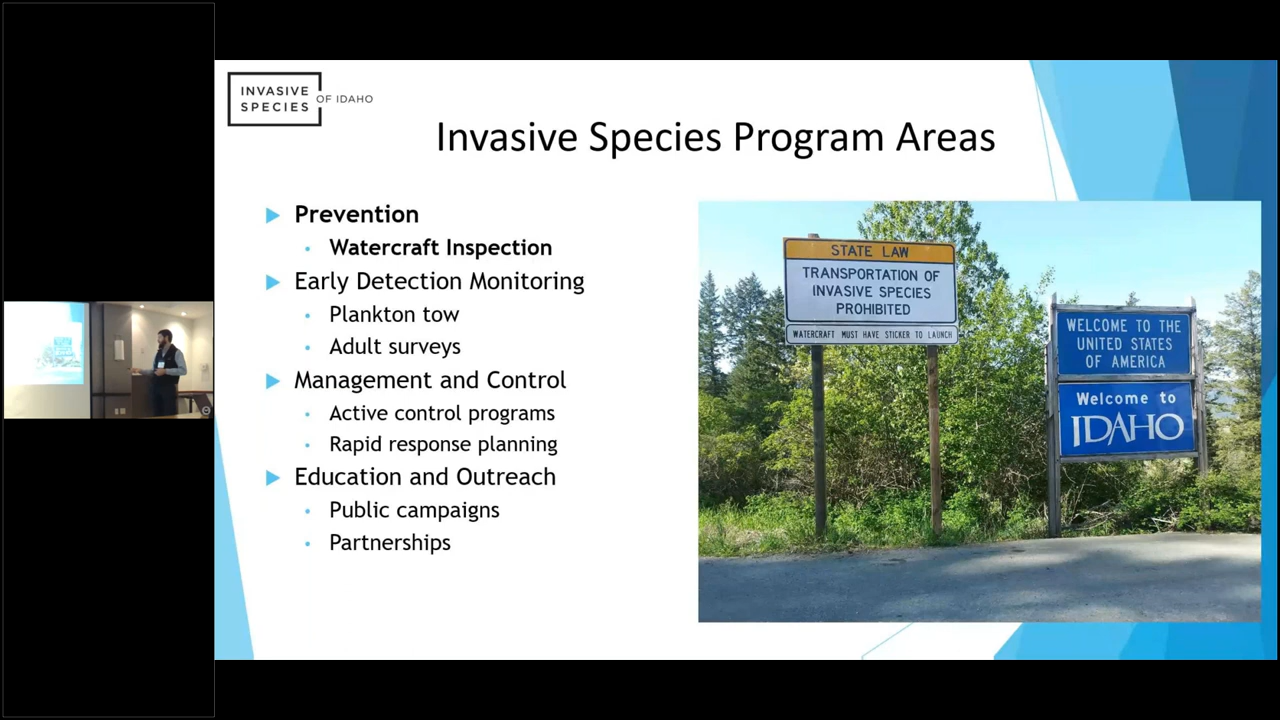 INVASIVE
SPECIES
OF IDAHO
Invasive Species Program Areas
Prevention
Watercraft Inspection
Early Detection Monitoring
Plankton tow
Adult surveys
Management and Control
Active control programs
Rapid response planning
Education and Outreach
Public campaigns
Partnerships
STATE LAW
TRANSPORTATION OF
INVASIVE SPECIES
PROHIBITED
WATERCRAFT MUST HAVE STICKER TO LAUNCH
WELCOME TO THE
UNITED STATES
OF AMERICA
Welcome to
IDAHO